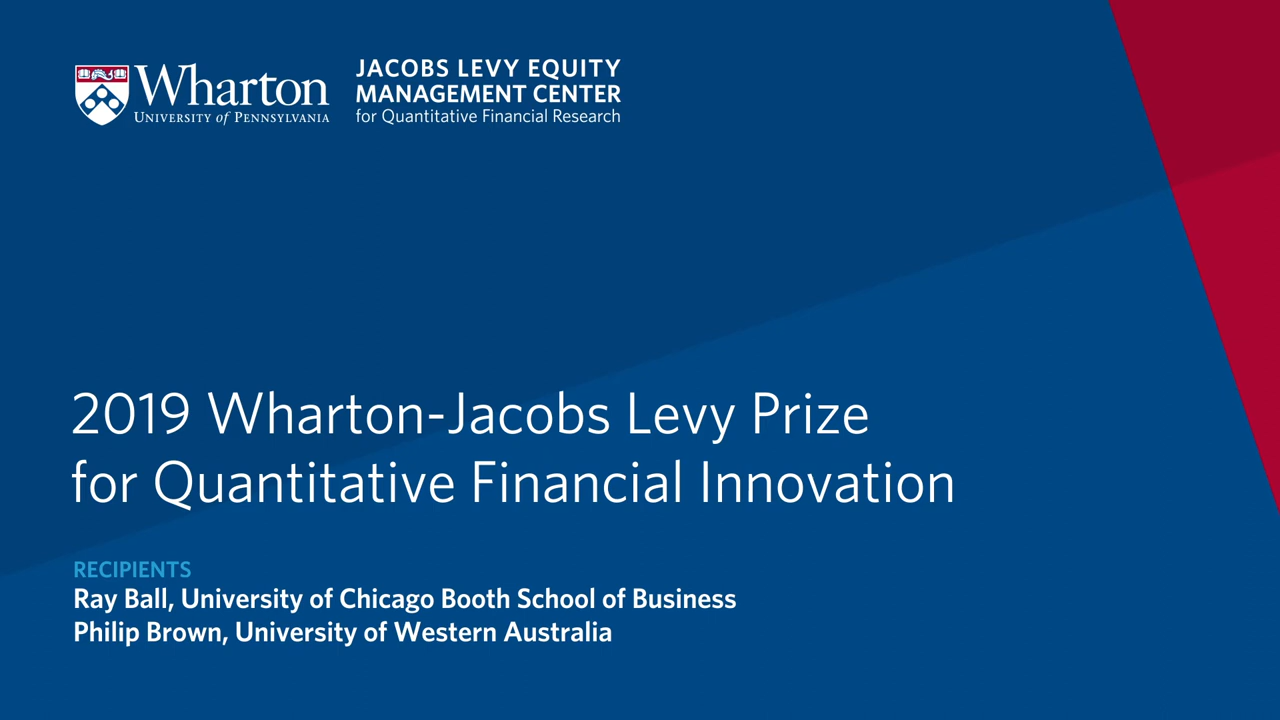 Wharton
UNIVERSITY of PENNSYLVANIA
JACOBS LEVY EQUITY
MANAGEMENT CENTER
for Quantitative Financial Research
2019 Wharton-Jacobs Levy Prize
for Quantitative Financial Innovation
RECIPIENTS
Ray Ball, University of Chicago Booth School of Business
Philip Brown, University of Western Australia